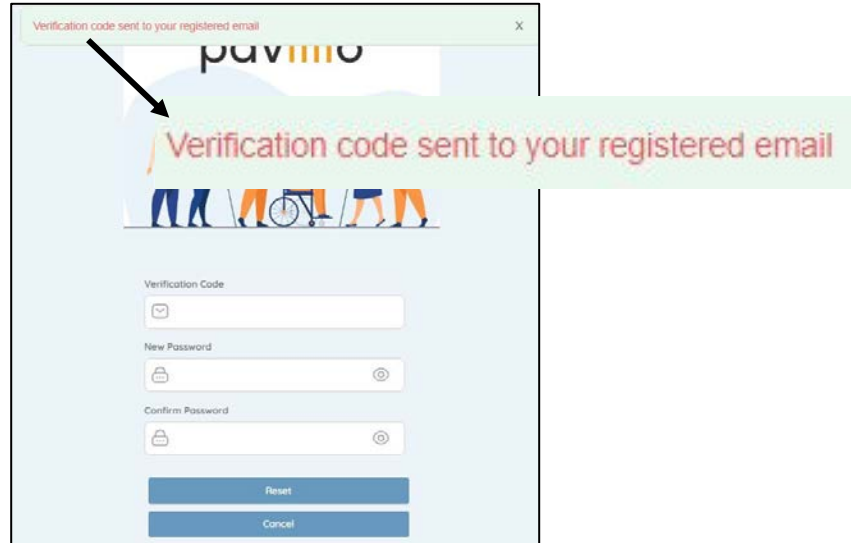 Verification code sent to your registered email X
pavillio
Verification code sent to your registered email
Verification Code
New Password
Confirm Password
Reset
Cancel